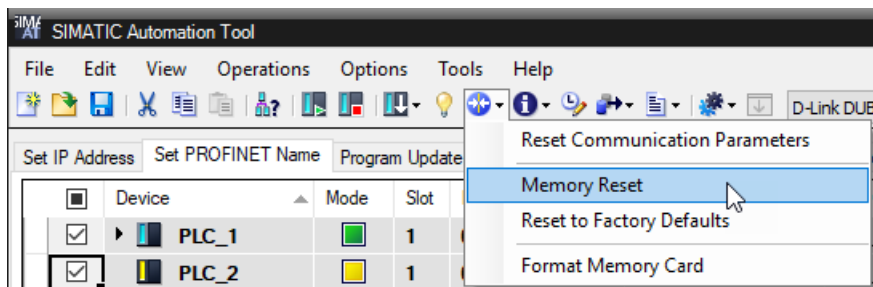 SIMATIC Automation Tool
File Edit View Operations Options Tools Help
D-Link DUB
Set IP Address Set PROFINET Name Program Update
Reset Communication Parameters
Memory Reset
Reset to Factory Defaults
Format Memory Card
Device Mode Slot
PLC_1 1
PLC_2 1